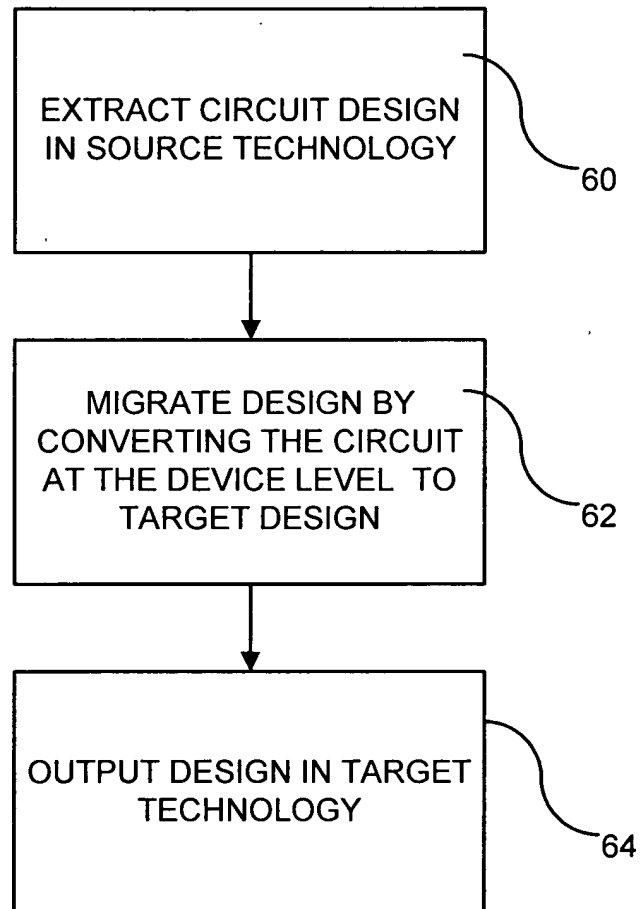 EXTRACT CIRCUIT DESIGN
IN SOURCE TECHNOLOGY
60
MIGRATE DESIGN BY
CONVERTING THE CIRCUIT
AT THE DEVICE LEVEL TO
TARGET DESIGN
62
OUTPUT DESIGN IN TARGET
TECHNOLOGY
64